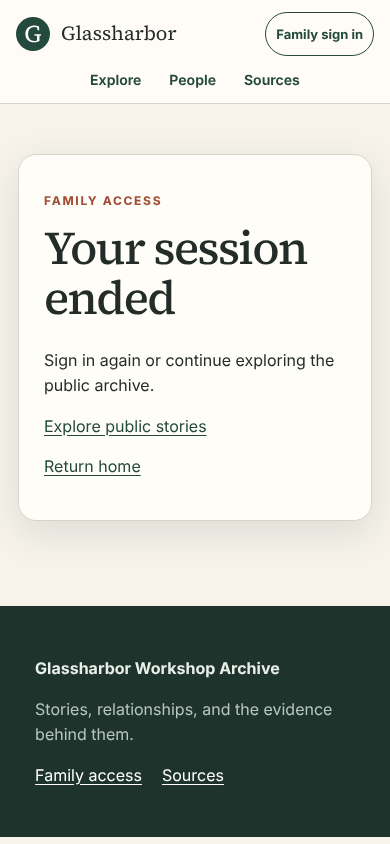 G Glassharbor
Family sign in
Explore People Sources
FAMILY ACCESS
Your session
ended
Sign in again or continue exploring the
public archive.
Explore public stories
Return home
Glassharbor Workshop Archive
Stories, relationships, and the evidence
behind them.
Family access Sources